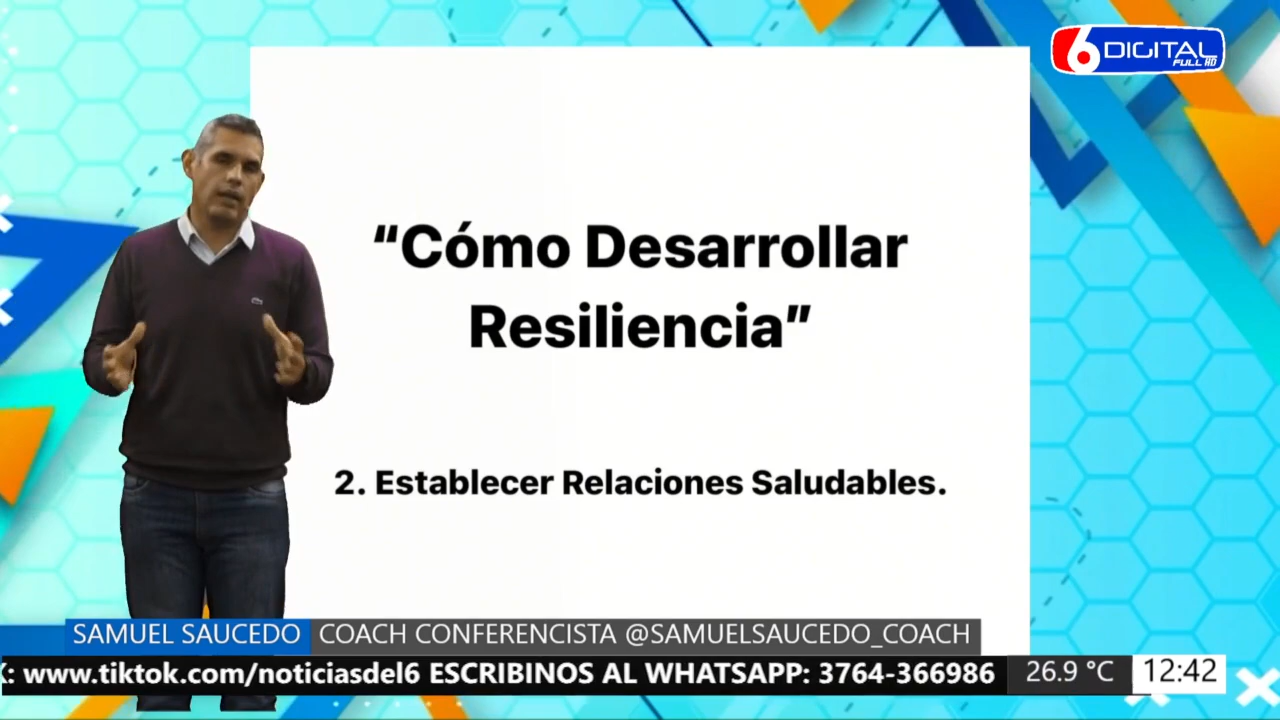 6 DIGITAL
FULL HD
“Cómo Desarrollar
Resiliencia”
2. Establecer Relaciones Saludables.
SAMUEL SAUCEDO COACH CONFERENCISTA @SAMUELSAUCEDO_COACH
K: www.tiktok.com/noticiasdel6 ESCRIBINOS AL WHATSAPP: 3764-366986 26.9 °C 12:42